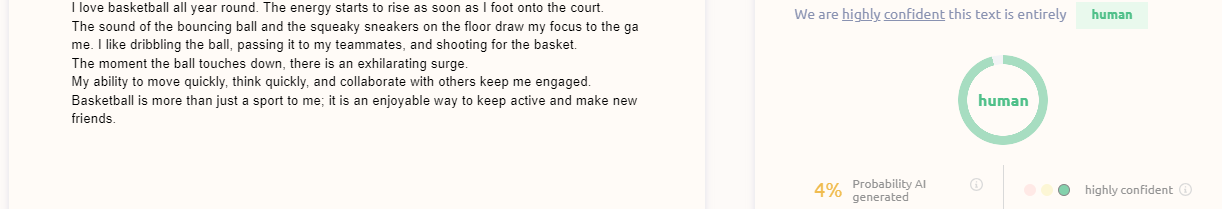 I love basketball all year round. The energy starts to rise as soon as I foot onto the court.
The sound of the bouncing ball and the squeaky sneakers on the floor draw my focus to the ga
me. I like dribbling the ball, passing it to my teammates, and shooting for the basket.
The moment the ball touches down, there is an exhilarating surge.
My ability to move quickly, think quickly, and collaborate with others keep me engaged.
Basketball is more than just a sport to me; it is an enjoyable way to keep active and make new
friends.
We are highly confident this text is entirely human
human
4% Probability AI
generated
highly confident